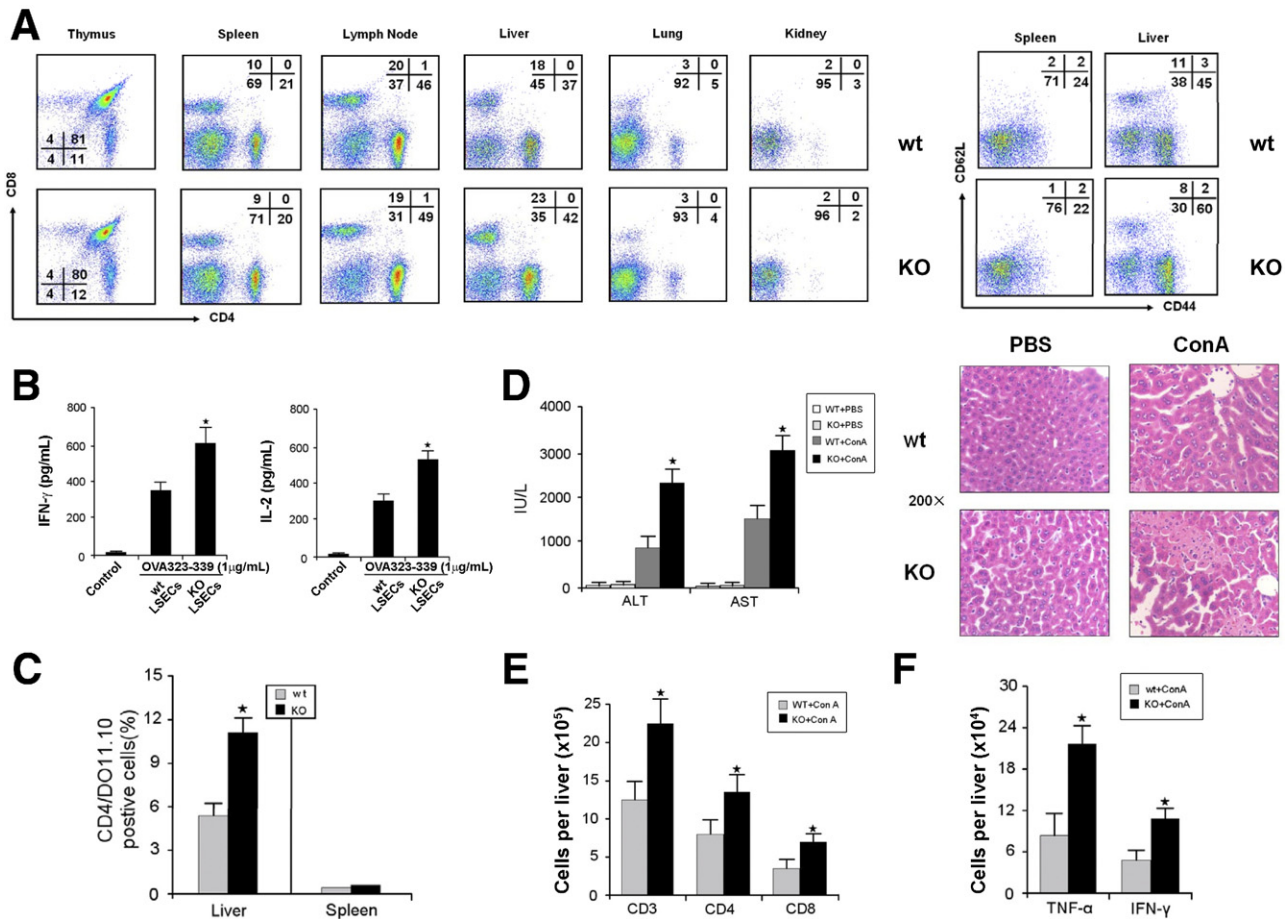 A
Thymus Spleen Lymph Node Liver Lung Kidney
Spleen Liver
4 81
4 11
10 0
69 21
20 1
37 46
18 0
45 37
3 0
92 5
2 0
95 3
wt
2 2
71 24
11 3
38 45
wt
4 80
4 12
9 0
71 20
19 1
31 49
23 0
35 42
3 0
93 4
2 0
96 2
KO
1 2
76 22
8 2
30 60
KO
CD8
CD4
CD62L
CD44
B
IFN-γ (pg/mL)
800
600
400
200
0
Control
wt LSECs
KO LSECs
OVA323-339 (1μg/mL)
★
IL-2 (pg/mL)
800
600
400
200
0
Control
wt LSECs
KO LSECs
OVA323-339 (1μg/mL)
★
D
IU/L
4000
3000
2000
1000
0
ALT AST
★ ★
WT+PBS
KO+PBS
WT+ConA
KO+ConA
PBS ConA
wt
200×
KO
C
CD4/DO11.10
postive cells(%)
15
12
9
6
3
0
★
wt
KO
Liver Spleen
E
Cells per liver (x10⁵)
25
20
15
10
5
0
★ ★ ★
WT+Con A
KO+Con A
CD3 CD4 CD8
F
Cells per liver (x10⁴)
30
24
18
12
6
0
★ ★
wt+ConA
KO+ConA
TNF-α IFN-γ